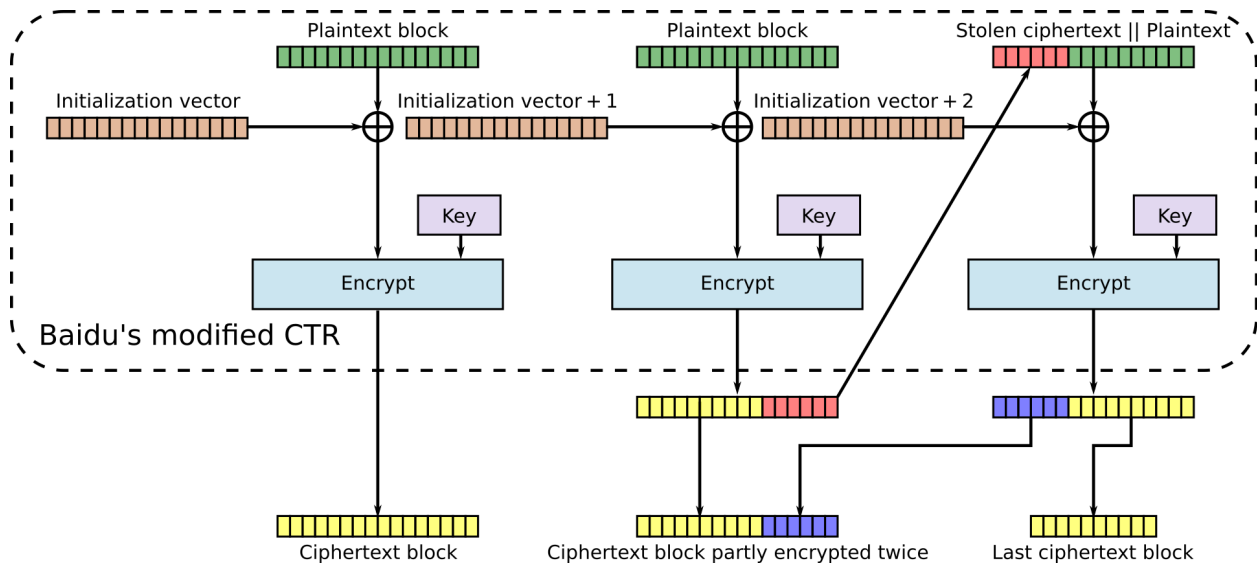 Plaintext block
Plaintext block
Stolen ciphertext || Plaintext
Initialization vector
Initialization vector + 1
Initialization vector + 2
Key
Key
Key
Encrypt
Encrypt
Encrypt
Baidu's modified CTR
Ciphertext block
Ciphertext block partly encrypted twice
Last ciphertext block